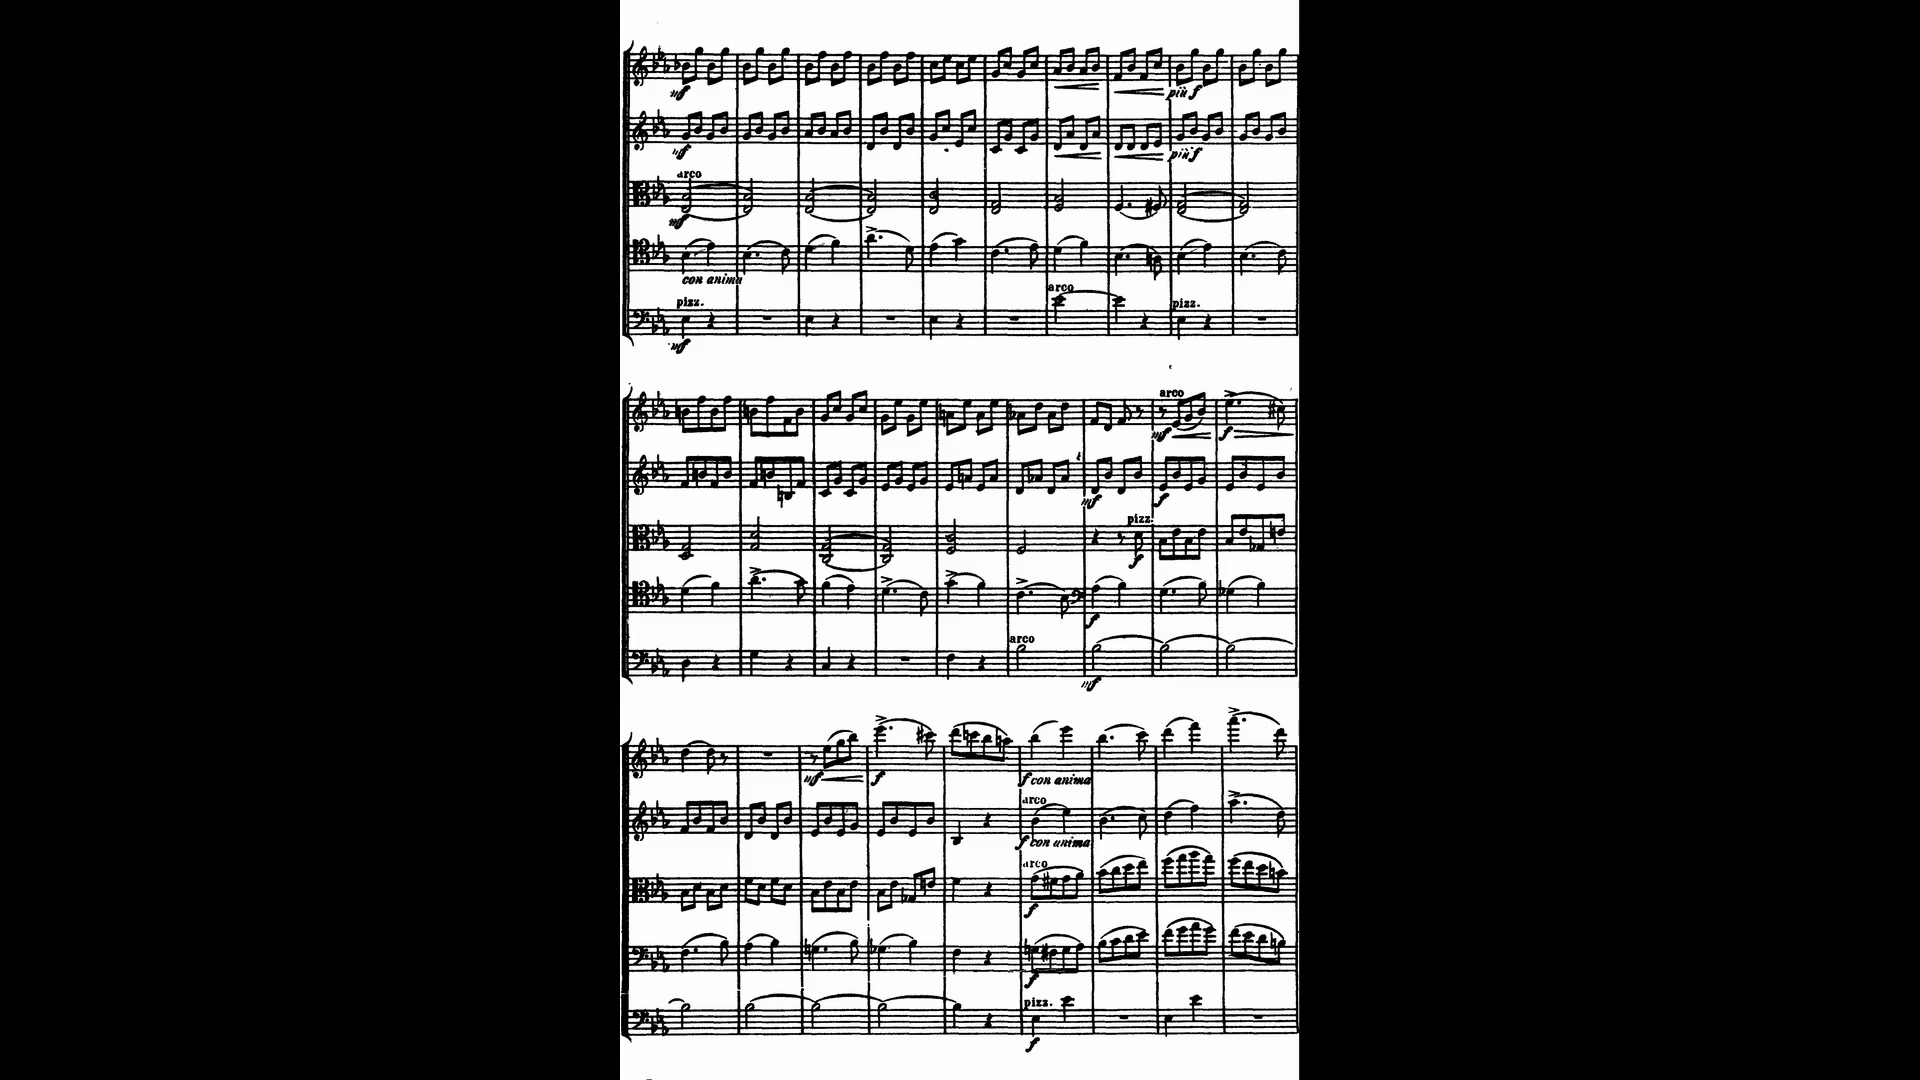 mf più f
mf più f
arco
mf
con anima
arco
pizz. pizz.
mf
arco
mf f
mf f
pizz.
f
f
arco
mf
mf f f con anima
arco
f con anima
arco
f
f
pizz.
f